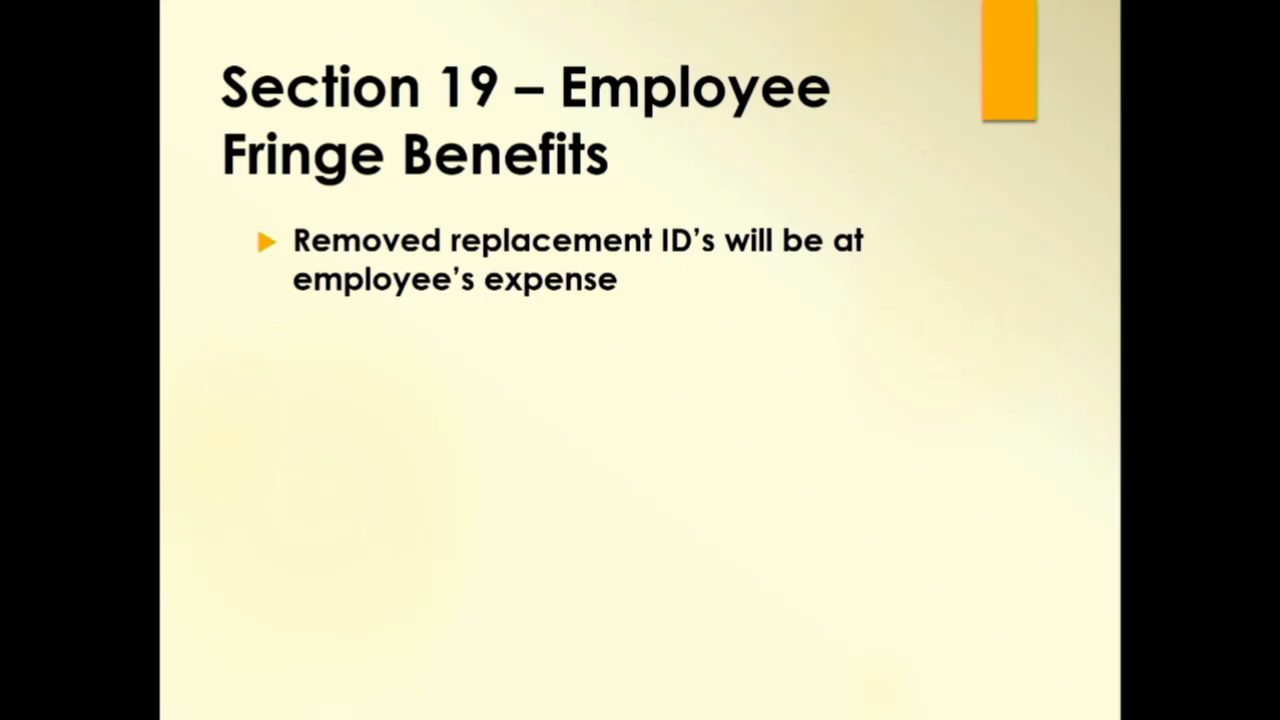 Section 19 – Employee
Fringe Benefits
Removed replacement ID’s will be at
employee’s expense